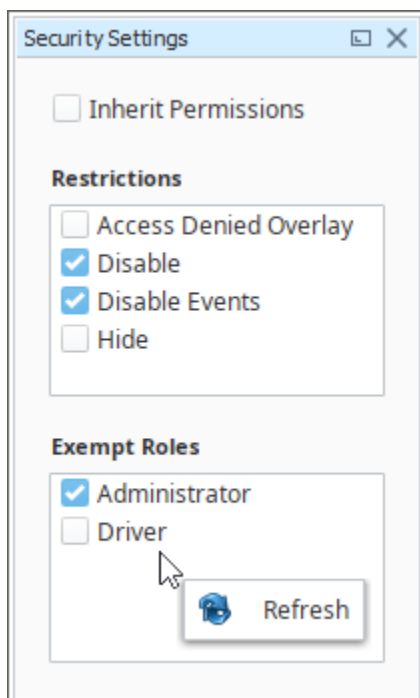 Security Settings
Inherit Permissions
Restrictions
Access Denied Overlay
Disable
Disable Events
Hide
Exempt Roles
Administrator
Driver
Refresh